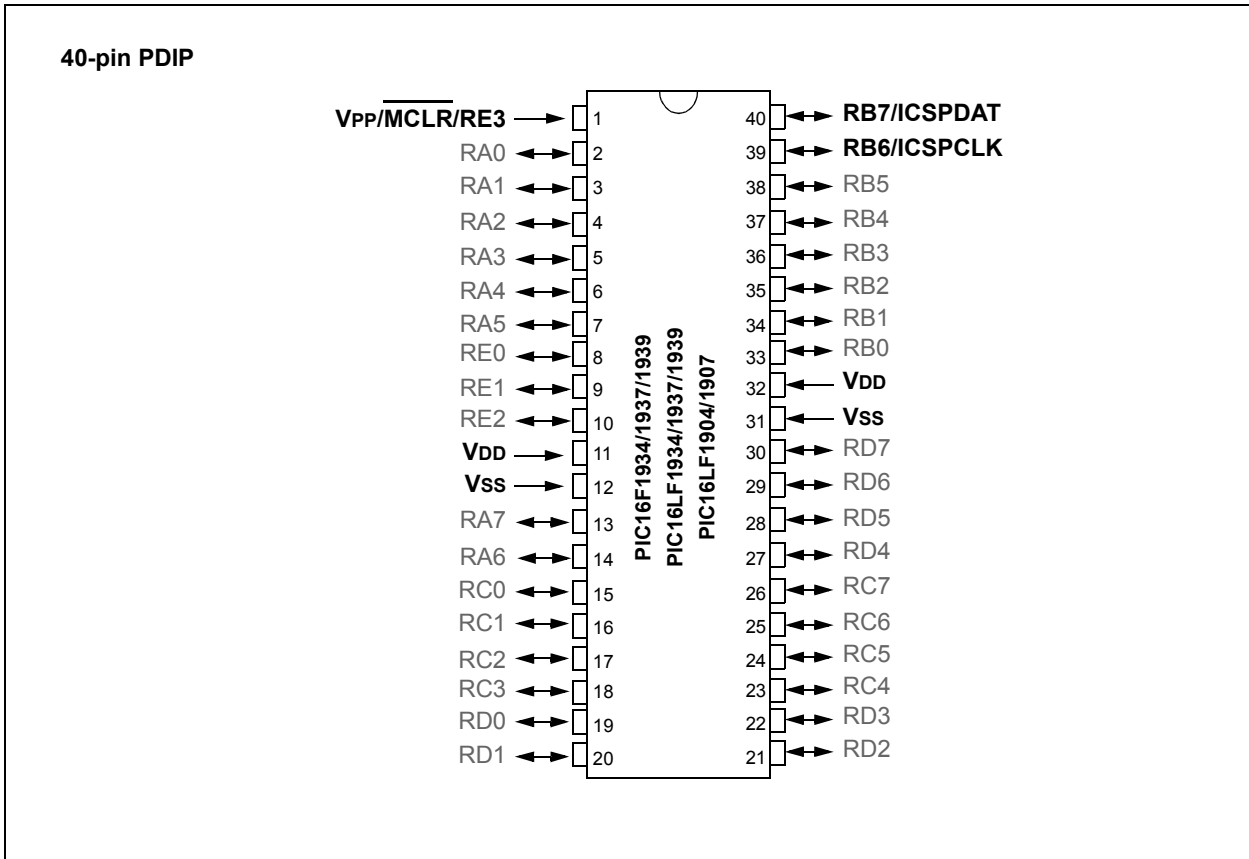 40-pin PDIP
VPP/MCLR/RE3 1 40 RB7/ICSPDAT
RA0 2 39 RB6/ICSPCLK
RA1 3 38 RB5
RA2 4 37 RB4
RA3 5 36 RB3
RA4 6 35 RB2
RA5 7 34 RB1
RE0 8 33 RB0
RE1 9 32 VDD
RE2 10 31 VSS
VDD 11 30 RD7
VSS 12 29 RD6
RA7 13 28 RD5
RA6 14 27 RD4
RC0 15 26 RC7
RC1 16 25 RC6
RC2 17 24 RC5
RC3 18 23 RC4
RD0 19 22 RD3
RD1 20 21 RD2
PIC16F1934/1937/1939
PIC16LF1934/1937/1939
PIC16LF1904/1907